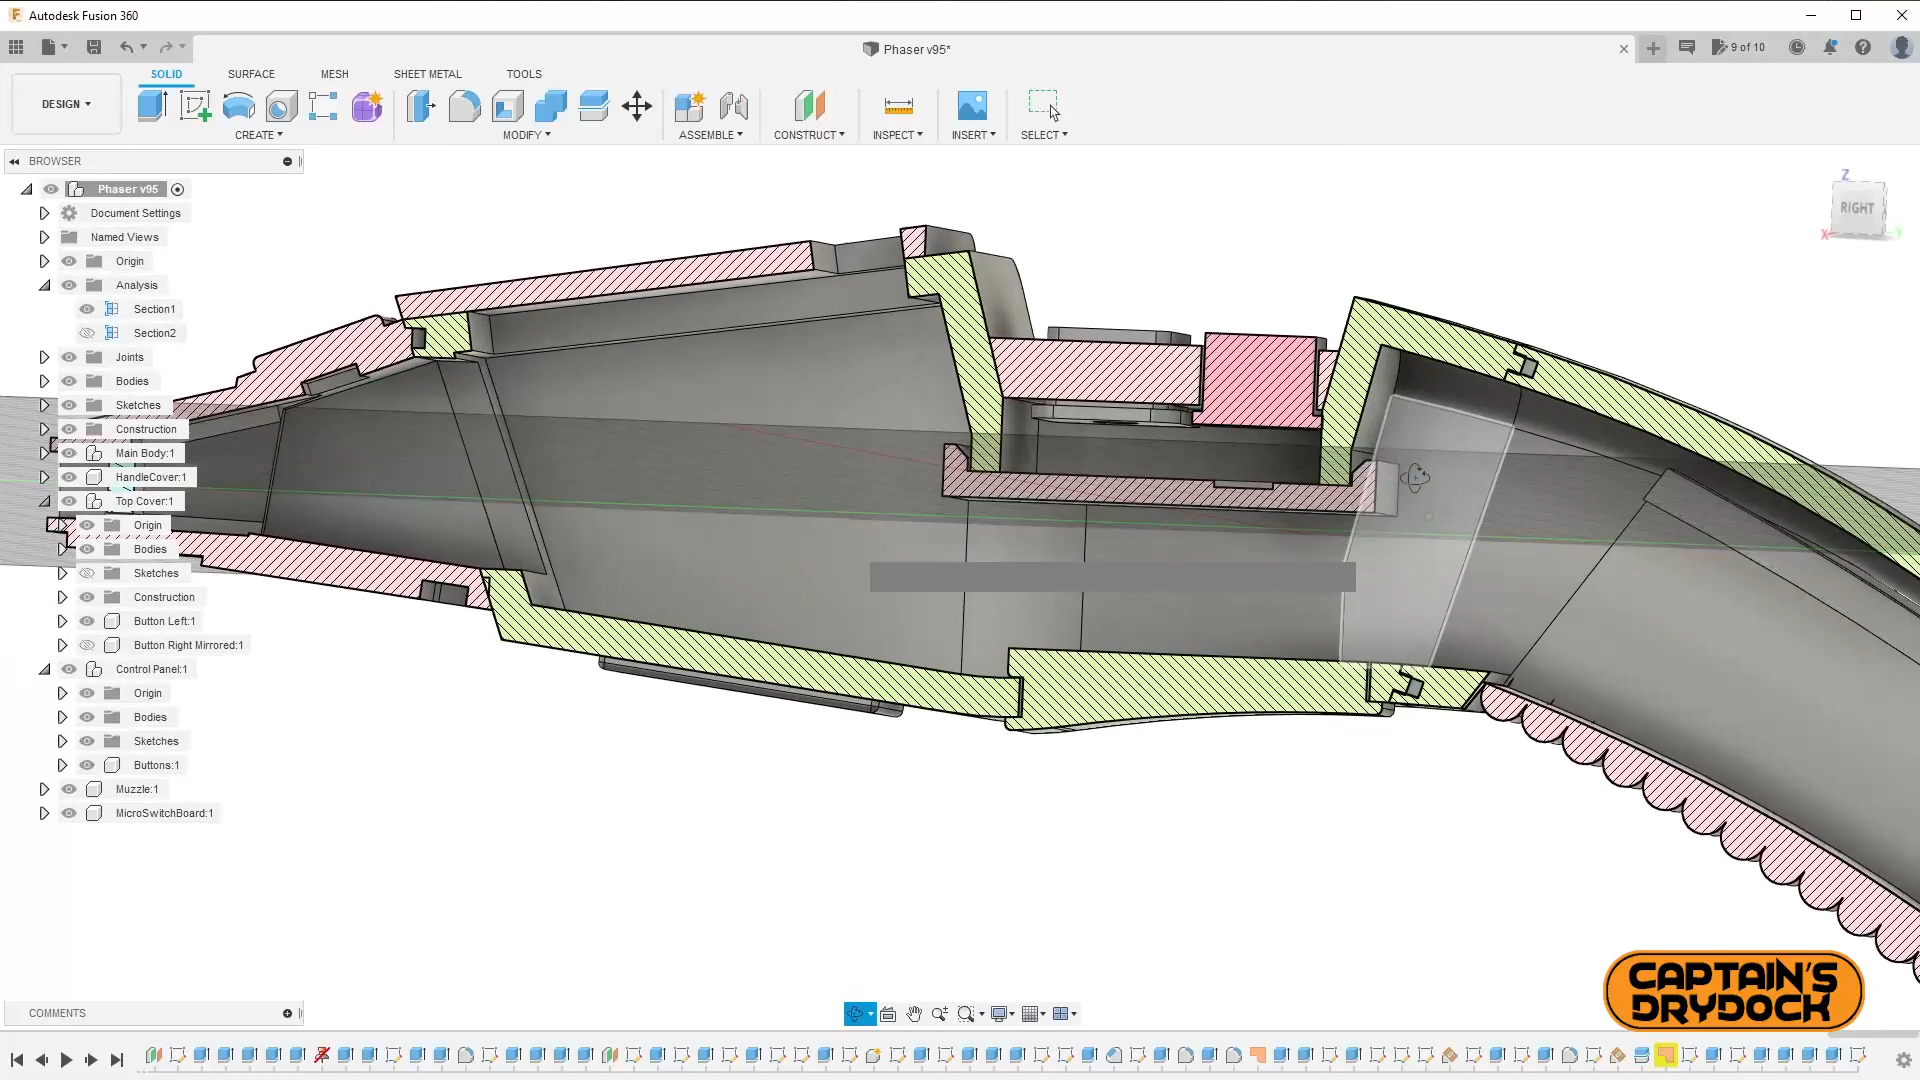 Autodesk Fusion 360
Phaser v95*
9 of 10
SOLID
SURFACE
MESH
SHEET METAL
TOOLS
DESIGN
CREATE
MODIFY
ASSEMBLE
CONSTRUCT
INSPECT
INSERT
SELECT
BROWSER
Phaser v95
Document Settings
Named Views
Origin
Analysis
Section1
Section2
Joints
Bodies
Sketches
Construction
Main Body:1
HandleCover:1
Top Cover:1
Origin
Bodies
Sketches
Construction
Button Left:1
Button Right Mirrored:1
Control Panel:1
Origin
Bodies
Sketches
Buttons:1
Muzzle:1
MicroSwitchBoard:1
Z
RIGHT
X
Y
COMMENTS
CAPTAIN'S
DRYDOCK